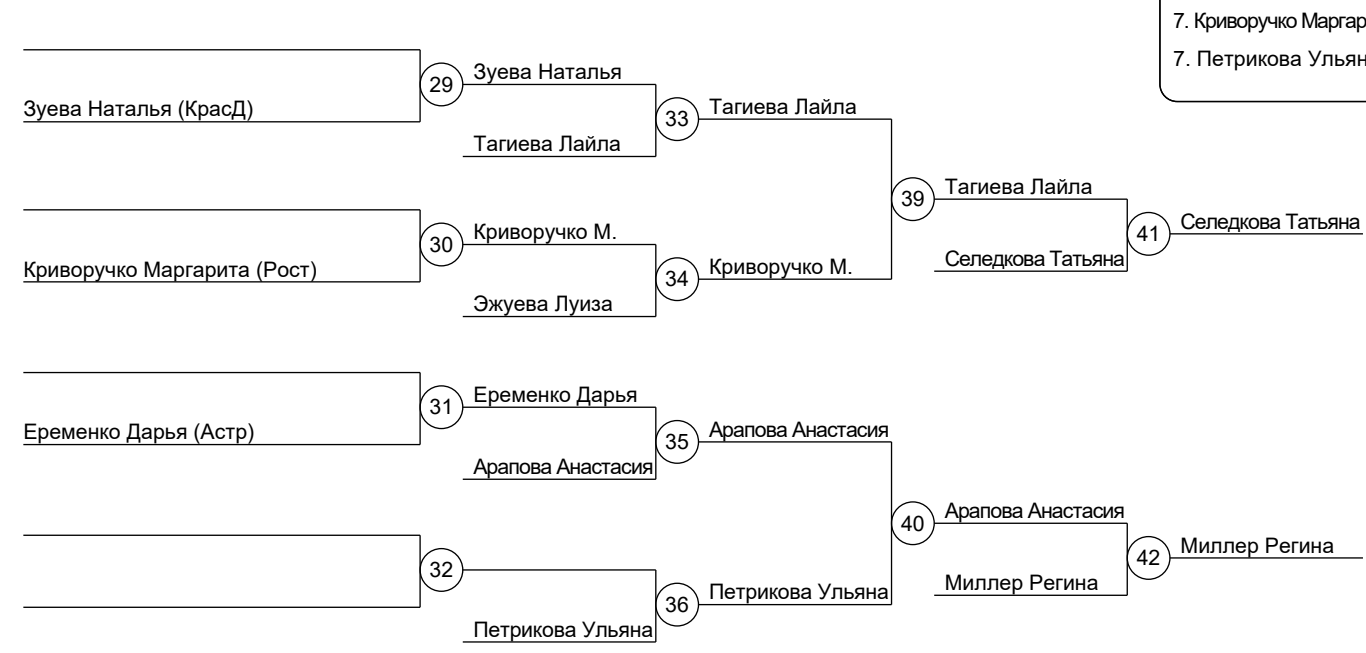 7. Криворучко Маргар
7. Петрикова Ульян
29 Зуева Наталья
Зуева Наталья (КрасД)
33 Тагиева Лайла
Тагиева Лайла
39 Тагиева Лайла
30 Криворучко М.
Криворучко Маргарита (Рост)
34 Криворучко М.
Эжуева Луиза
41 Селедкова Татьяна
Селедкова Татьяна
31 Еременко Дарья
Еременко Дарья (Астр)
35 Арапова Анастасия
Арапова Анастасия
40 Арапова Анастасия
32
36 Петрикова Ульяна
Петрикова Ульяна
42 Миллер Регина
Миллер Регина